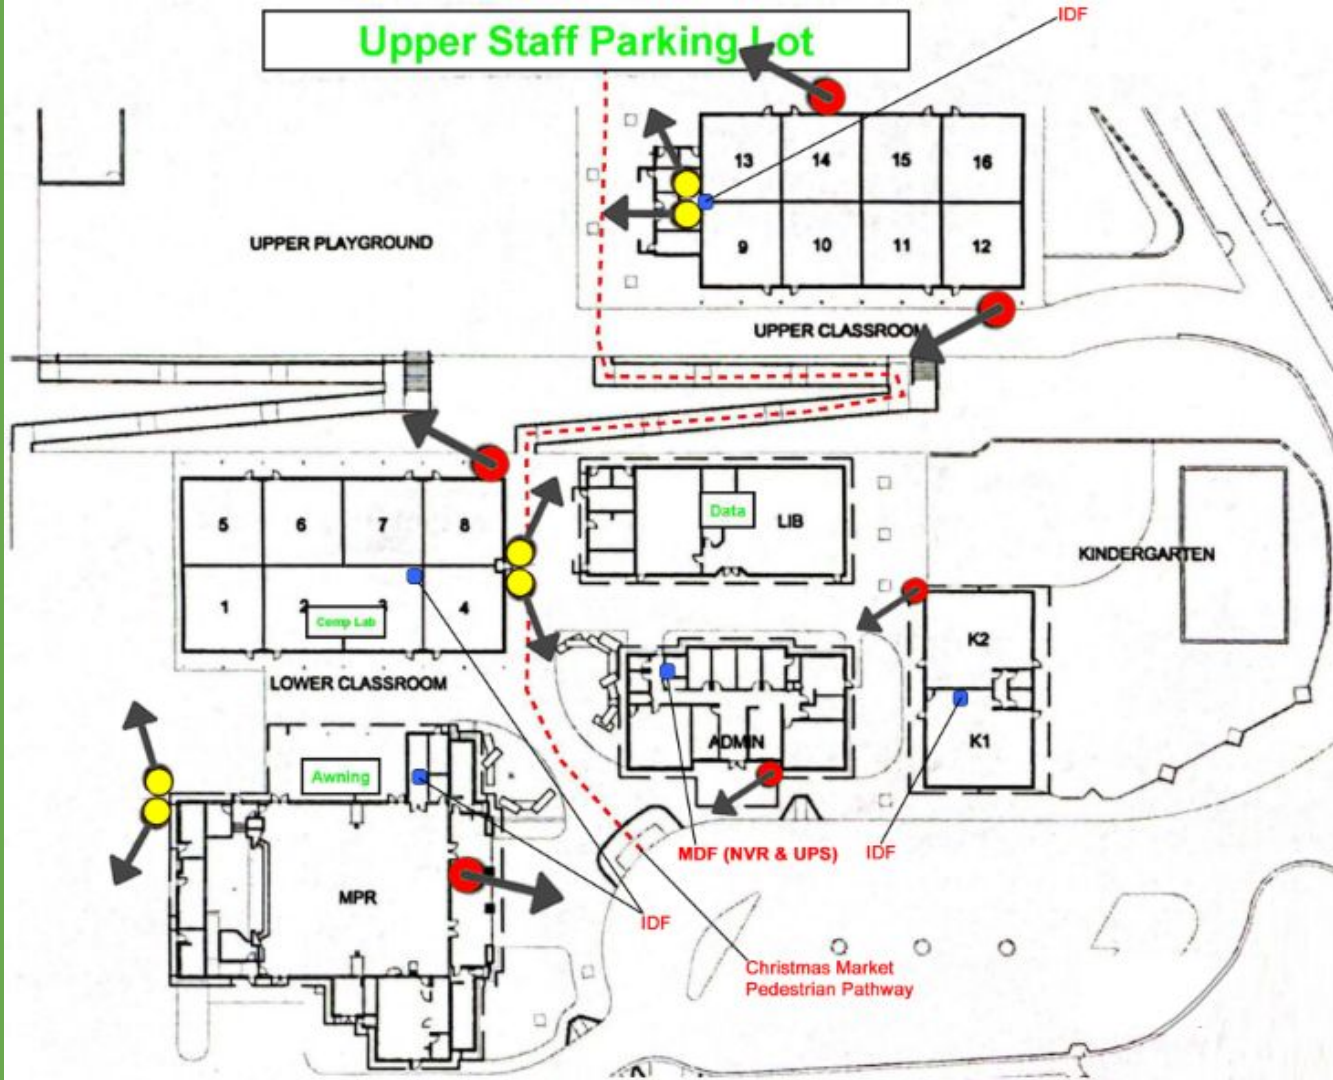 IDF
Upper Staff Parking Lot
13 14 15 16
UPPER PLAYGROUND
9 10 11 12
UPPER CLASSROOM
5 6 7 8
Data
LIB
KINDERGARTEN
1 2 3 4
Comp Lab
K2
LOWER CLASSROOM
ADMIN
K1
Awning
MDF (NVR & UPS)
IDF
MPR
IDF
Christmas Market
Pedestrian Pathway